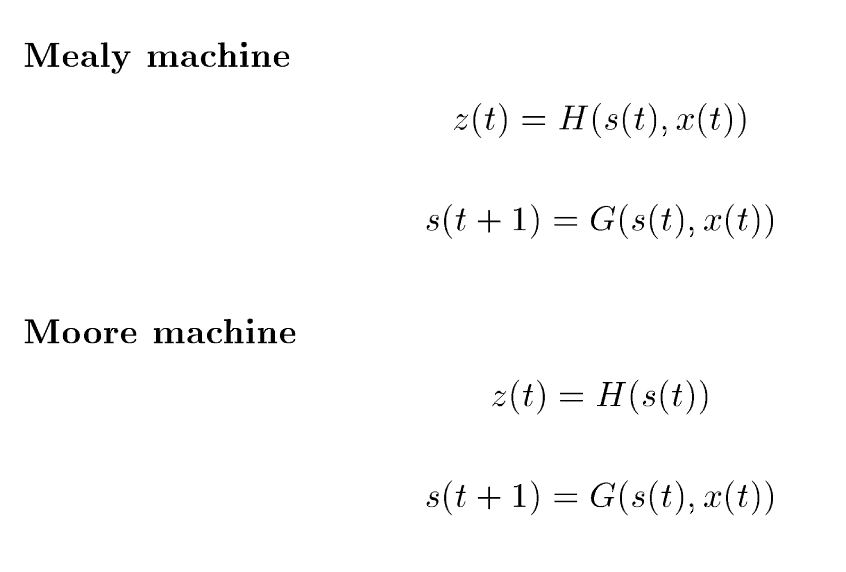 Mealy machine
z(t) = H(s(t), x(t))
s(t + 1) = G(s(t), x(t))
Moore machine
z(t) = H(s(t))
s(t + 1) = G(s(t), x(t))